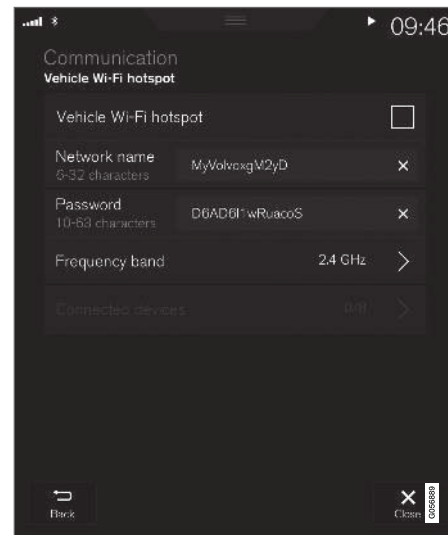 09:46
Communication
Vehicle Wi-Fi hotspot
Vehicle Wi-Fi hotspot
Network name
6-32 characters
MyVolvoxgM2yD
Password
10-63 characters
D6AD6l1wRuacoS
Frequency band
2.4 GHz
Connected devices
0/8
Back
Close
G056889